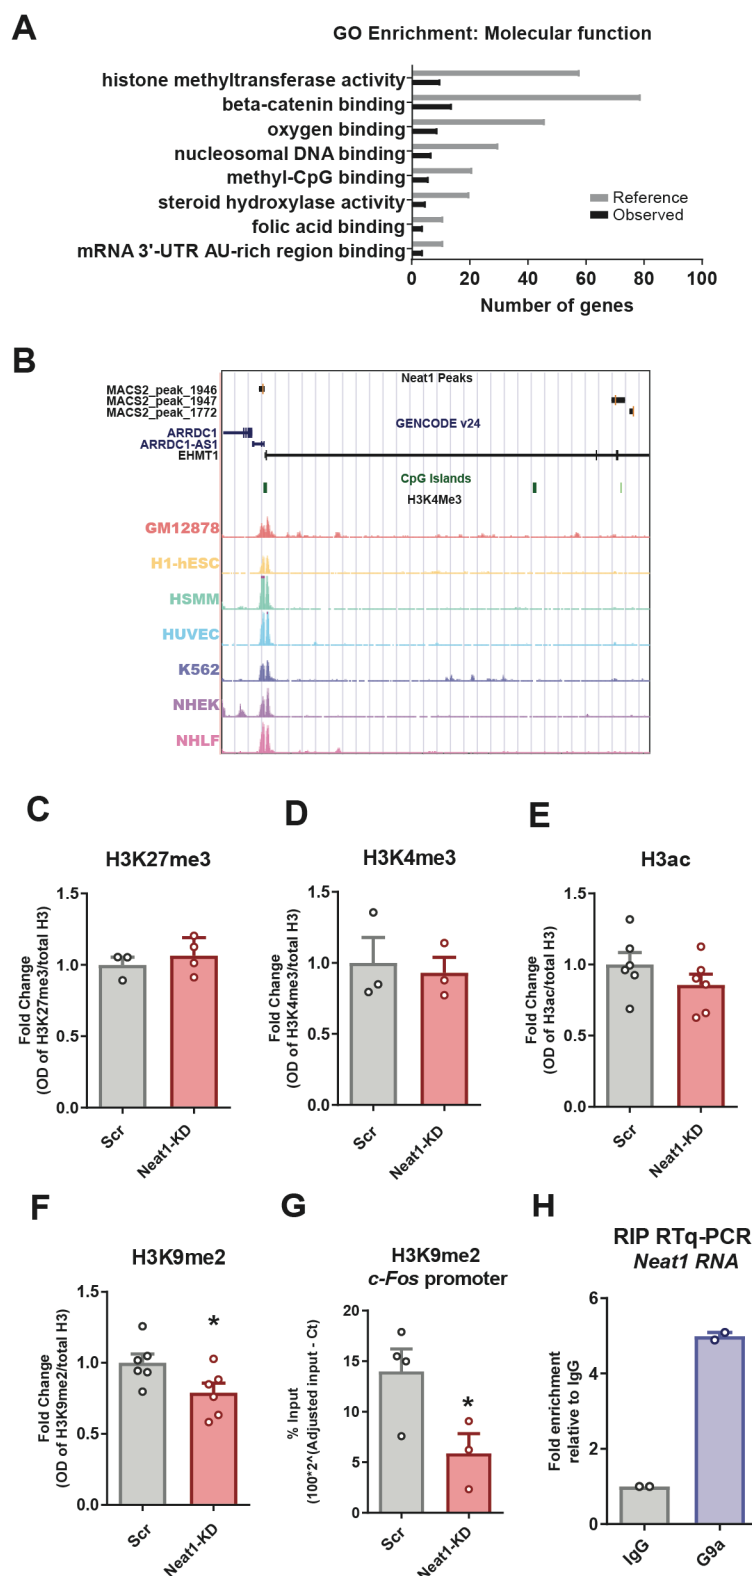 A
GO Enrichment: Molecular function
histone methyltransferase activity
beta-catenin binding
oxygen binding
nucleosomal DNA binding
methyl-CpG binding
steroid hydroxylase activity
folic acid binding
mRNA 3'-UTR AU-rich region binding
Reference
Observed
0 20 40 60 80 100
Number of genes
B
Neat1 Peaks
MACS2_peak_1946
MACS2_peak_1947
MACS2_peak_1772
GENCODE v24
ARRDC1
ARRDC1-AS1
EHMT1
CpG Islands
H3K4Me3
GM12878
H1-hESC
HSMM
HUVEC
K562
NHEK
NHLF
C
H3K27me3
Fold Change
(OD of H3K27me3/total H3)
1.5
1.0
0.5
0.0
Scr
Neat1-KD
D
H3K4me3
Fold Change
(OD of H3K4me3/total H3)
1.5
1.0
0.5
0.0
Scr
Neat1-KD
E
H3ac
Fold Change
(OD of H3ac/total H3)
1.5
1.0
0.5
0.0
Scr
Neat1-KD
F
H3K9me2
Fold Change
(OD of H3K9me2/total H3)
1.5
1.0
0.5
0.0
*
Scr
Neat1-KD
G
H3K9me2
c-Fos promoter
% Input
(100*2^(Adjusted input - Ct)
20
15
10
5
0
*
Scr
Neat1-KD
H
RIP RTq-PCR
Neat1 RNA
Fold enrichment
relative to IgG
6
4
2
0
IgG
G9a